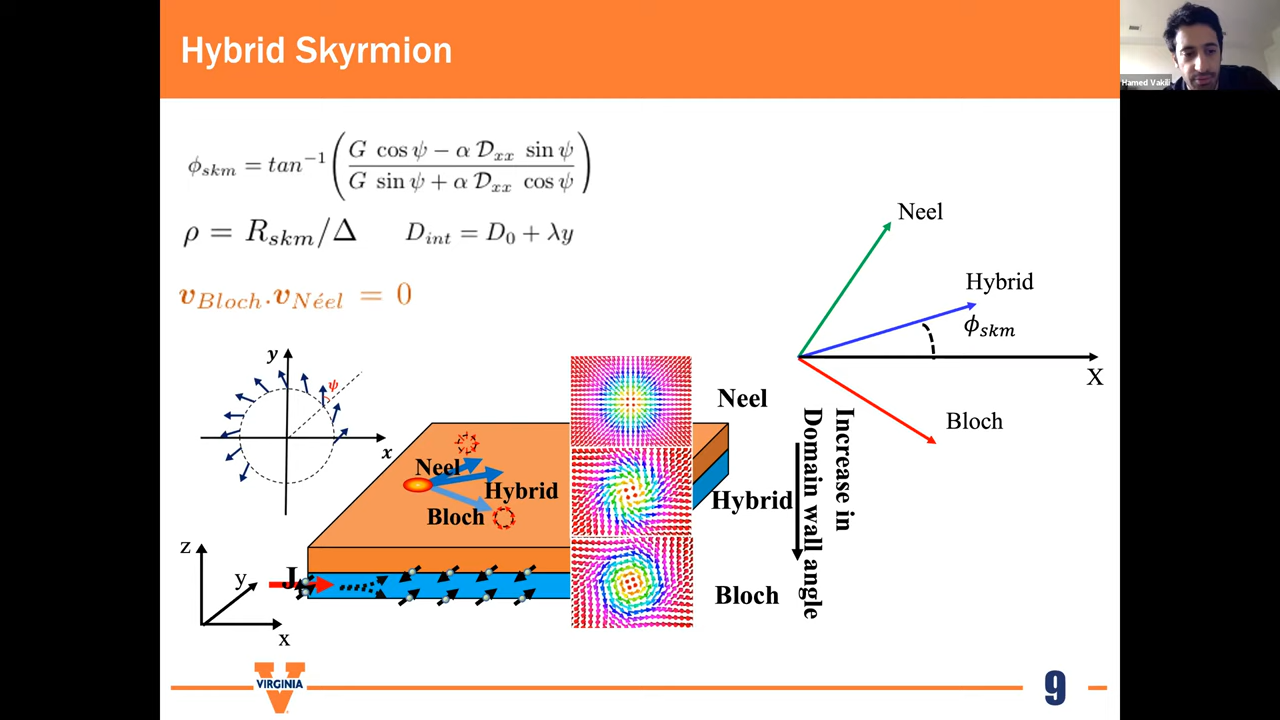 Hybrid Skyrmion
Hamed Vakili
ϕ_skm = tan⁻¹( (G cos ψ − α 𝒟_xx sin ψ) / (G sin ψ + α 𝒟_xx cos ψ) )
ρ = R_skm/Δ D_int = D_0 + λy
v_Bloch.v_Néel = 0
Neel
Hybrid
ϕ_skm
X
Bloch
y
ψ
x
Neel
Hybrid
Bloch
Neel
Hybrid
Bloch
Increase in
Domain wall angle
z
y
x
J
VIRGINIA
9